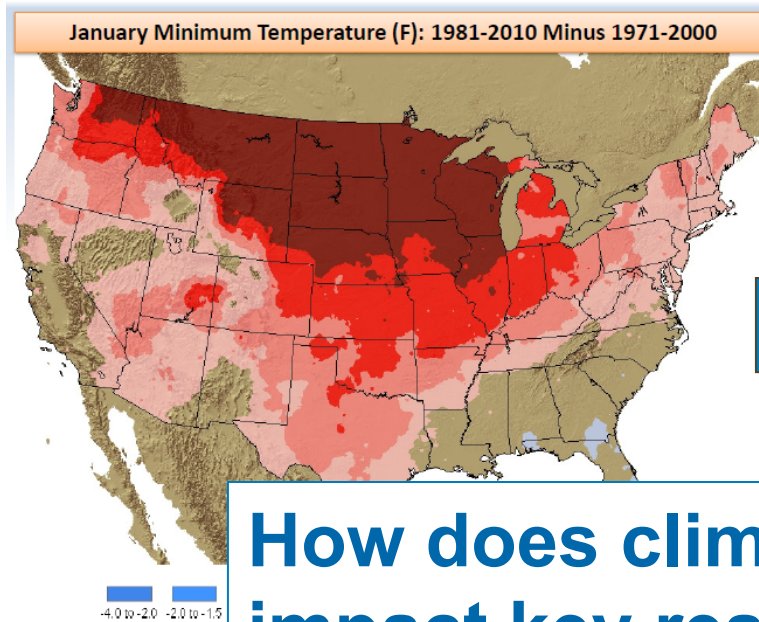 January Minimum Temperature (F): 1981-2010 Minus 1971-2000
-4.0 to -2.0 -2.0 to -1.5
How does clim